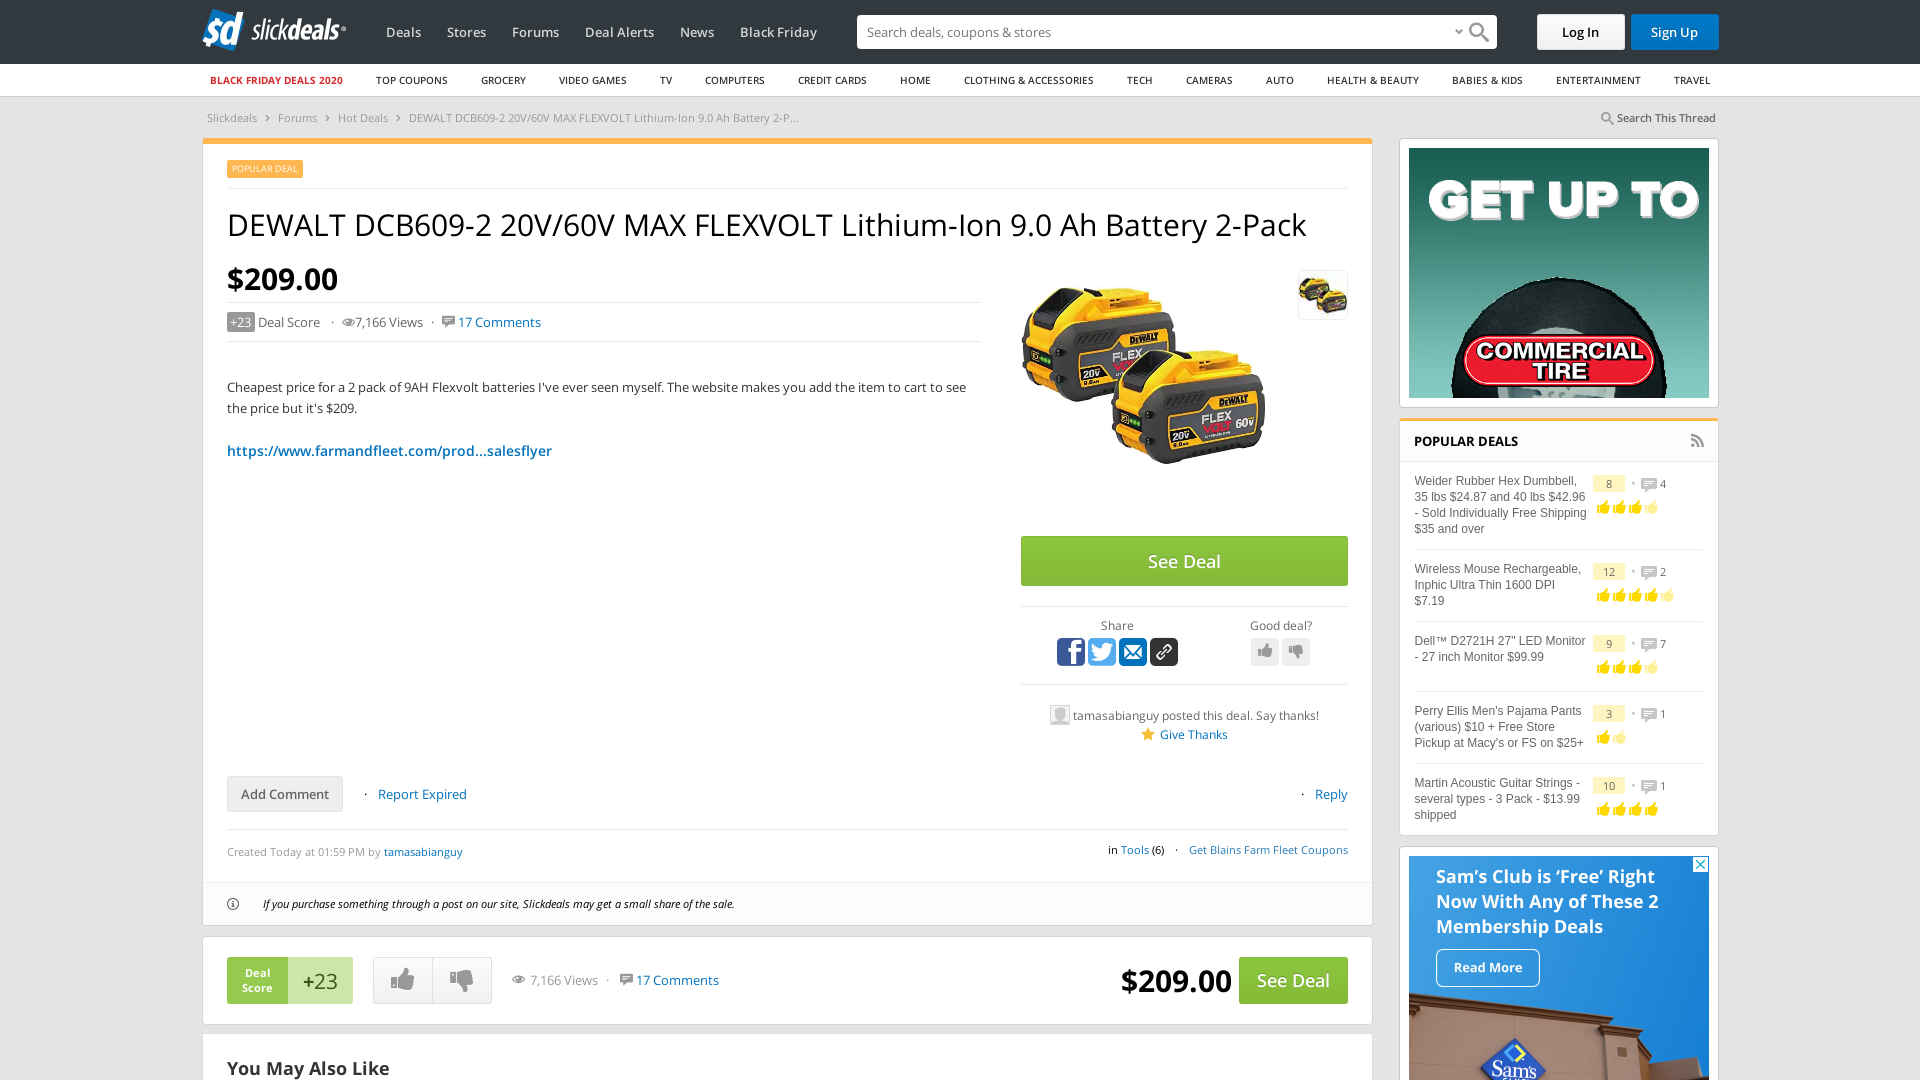 slickdeals
Deals
Stores
Forums
Deal Alerts
News
Black Friday
Search deals, coupons & stores
Log In
Sign Up
BLACK FRIDAY DEALS 2020
TOP COUPONS
GROCERY
VIDEO GAMES
TV
COMPUTERS
CREDIT CARDS
HOME
CLOTHING & ACCESSORIES
TECH
CAMERAS
AUTO
HEALTH & BEAUTY
BABIES & KIDS
ENTERTAINMENT
TRAVEL
Slickdeals › Forums › Hot Deals › DEWALT DCB609-2 20V/60V MAX FLEXVOLT Lithium-Ion 9.0 Ah Battery 2-P...
Search This Thread
POPULAR DEAL
DEWALT DCB609-2 20V/60V MAX FLEXVOLT Lithium-Ion 9.0 Ah Battery 2-Pack
$209.00
+23 Deal Score · 7,166 Views · 17 Comments
Cheapest price for a 2 pack of 9AH Flexvolt batteries I've ever seen myself. The website makes you add the item to cart to see
the price but it's $209.
https://www.farmandfleet.com/prod...salesflyer
DEWALT
FLEX
VOLT
20V
9.0AH
DEWALT
FLEX
VOLT
60V
20V
9.0AH
See Deal
Share
Good deal?
tamasabianguy posted this deal. Say thanks!
Give Thanks
Add Comment
· Report Expired
· Reply
Created Today at 01:59 PM by tamasabianguy
in Tools (6) · Get Blains Farm Fleet Coupons
If you purchase something through a post on our site, Slickdeals may get a small share of the sale.
Deal
Score
+23
7,166 Views · 17 Comments
$209.00
See Deal
You May Also Like
GET UP TO
COMMERCIAL
TIRE
POPULAR DEALS
Weider Rubber Hex Dumbbell,
35 lbs $24.87 and 40 lbs $42.96
- Sold Individually Free Shipping
$35 and over
8 · 4
Wireless Mouse Rechargeable,
Inphic Ultra Thin 1600 DPI
$7.19
12 · 2
Dell™ D2721H 27" LED Monitor
- 27 inch Monitor $99.99
9 · 7
Perry Ellis Men's Pajama Pants
(various) $10 + Free Store
Pickup at Macy's or FS on $25+
3 · 1
Martin Acoustic Guitar Strings -
several types - 3 Pack - $13.99
shipped
10 · 1
Sam's Club is 'Free' Right
Now With Any of These 2
Membership Deals
Read More
Sam's